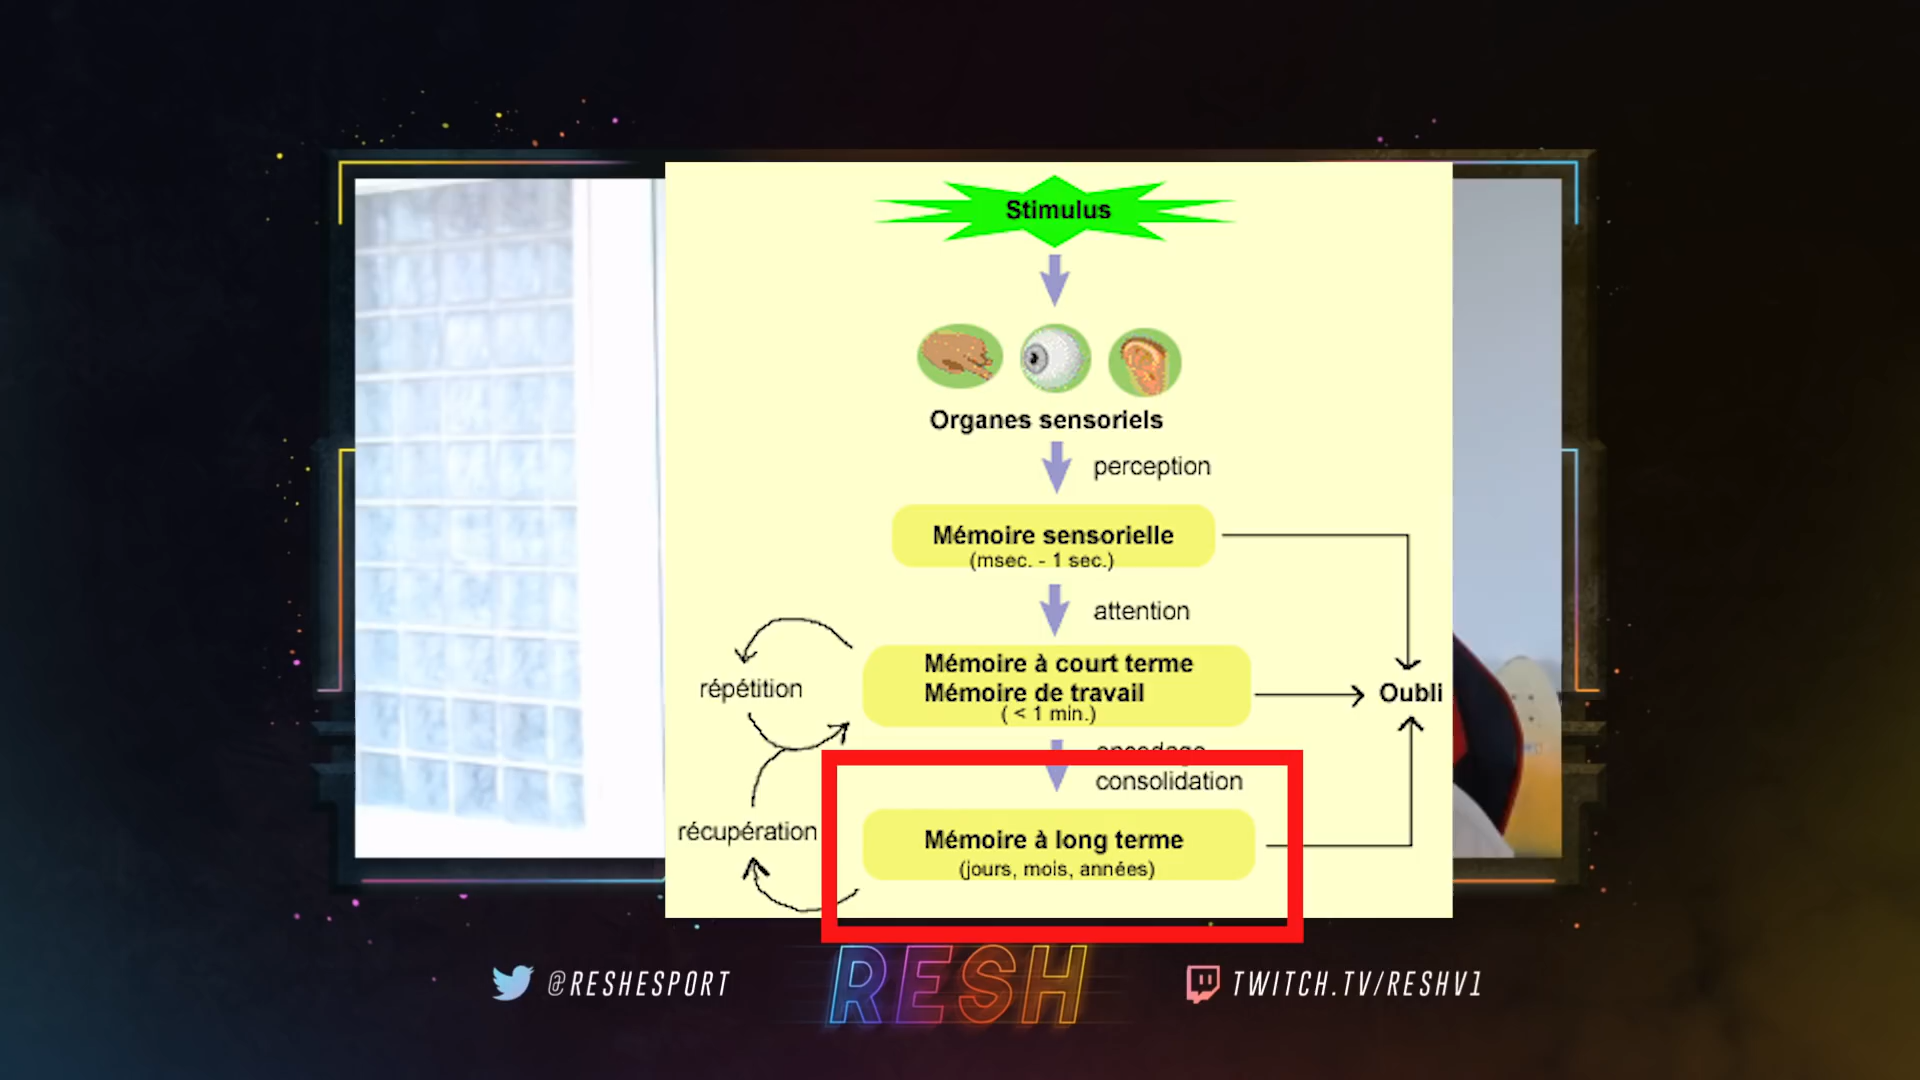 Stimulus
Organes sensoriels
perception
Mémoire sensorielle
(msec. - 1 sec.)
attention
Mémoire à court terme
Mémoire de travail
( < 1 min.)
répétition
Oubli
encodage
consolidation
récupération
Mémoire à long terme
(jours, mois, années)
@RESHESPORT
RESH
TWITCH.TV/RESHV1